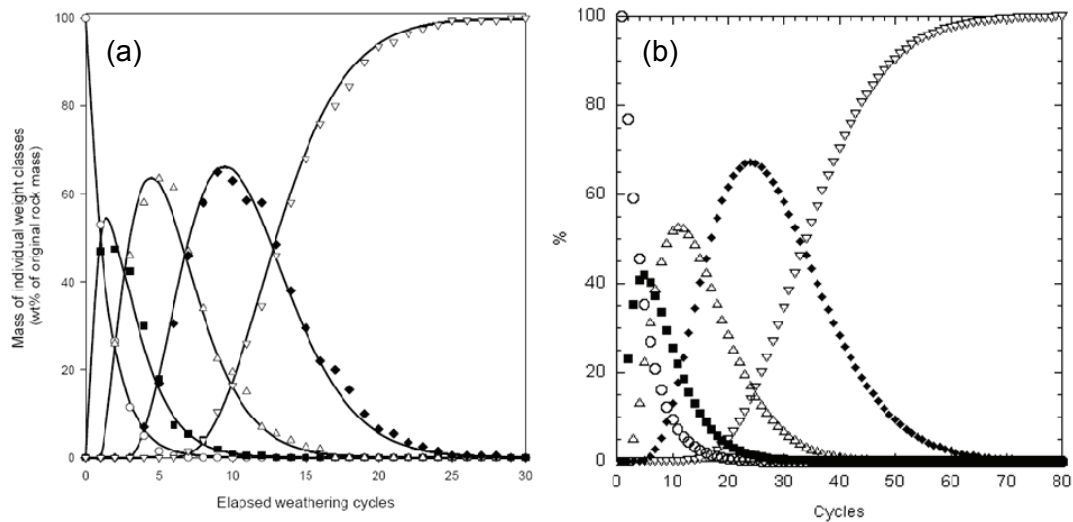 (a)
100
80
60
40
20
0
Mass of individual weight classes
(wt% of original rock mass)
0 5 10 15 20 25 30
Elapsed weathering cycles
(b)
100
80
60
40
20
0
%
0 10 20 30 40 50 60 70 80
Cycles